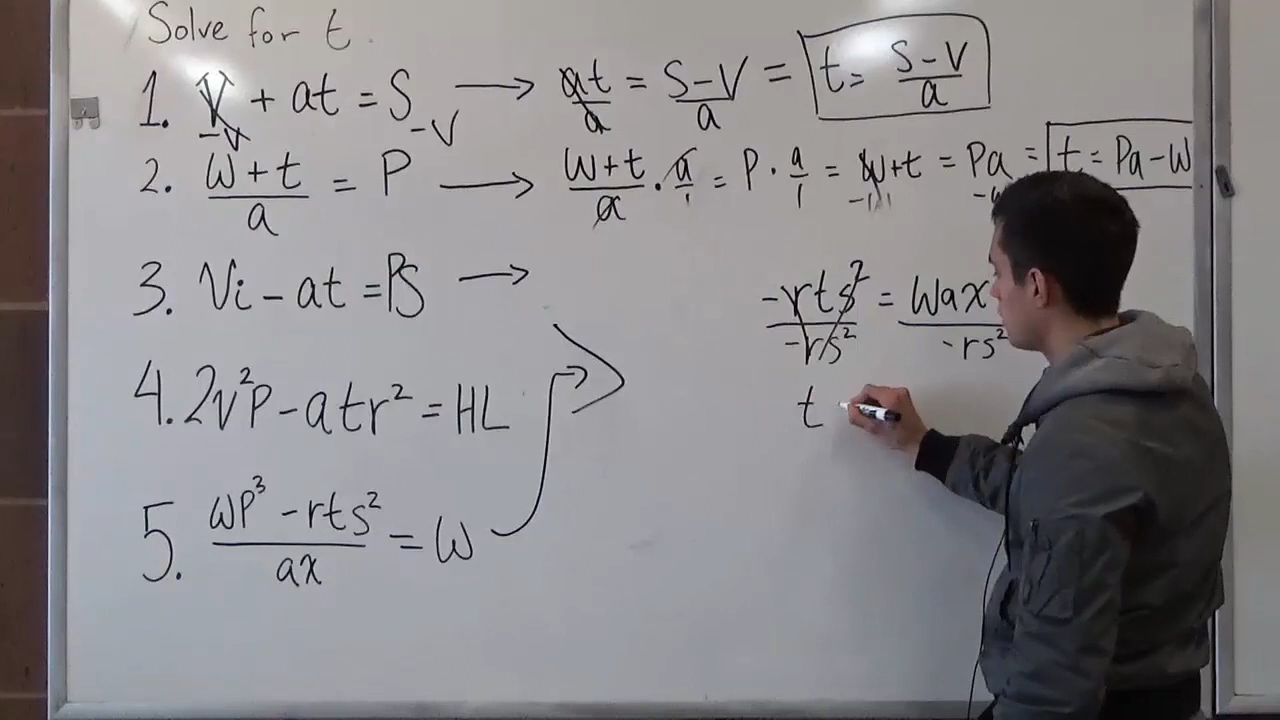 Solve for t.
1. V + at = S → at/a = S-V/a = t = S-V/a
-V -V
2. W+t/a = P → W+t/a · a/1 = P · a/1 = W+t = Pa = t = Pa-W
3. Vi - at = PS →
-rts²/-rs² = Wax/-rs²
4. 2V²P - atr² = HL
t
5. WP³ - rts²/ax = W